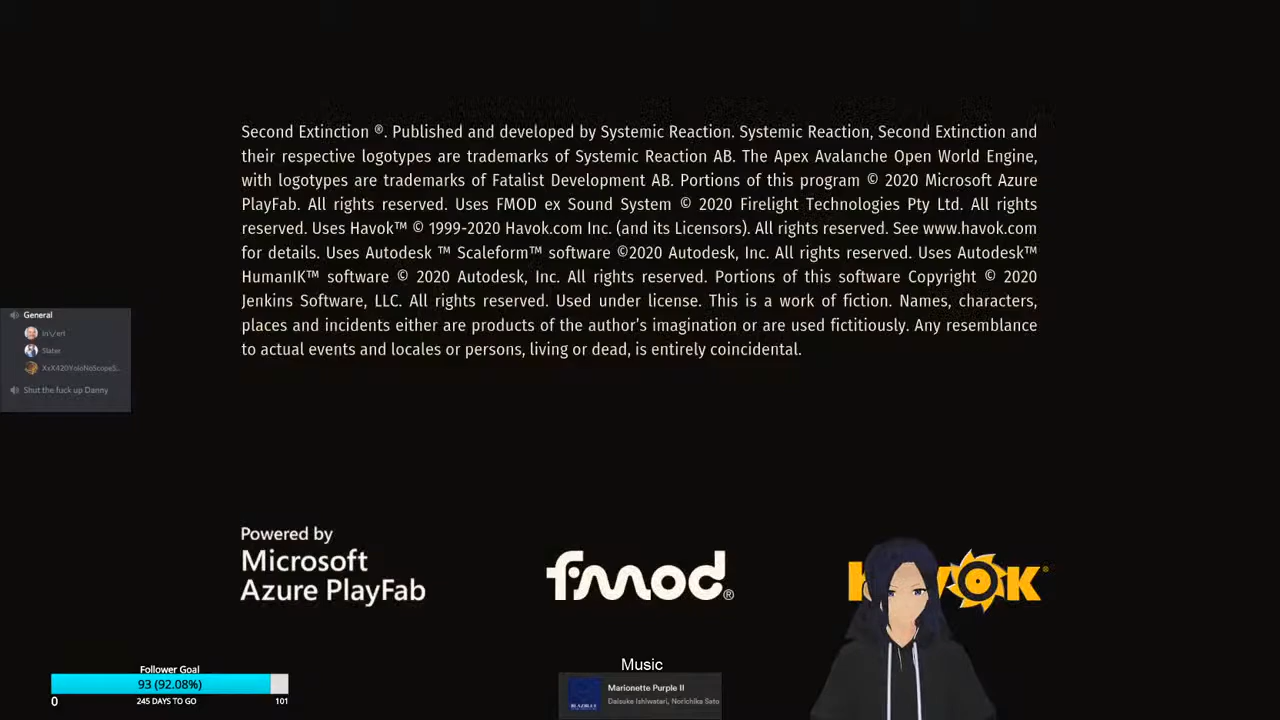 Second Extinction ®. Published and developed by Systemic Reaction. Systemic Reaction, Second Extinction and
their respective logotypes are trademarks of Systemic Reaction AB. The Apex Avalanche Open World Engine,
with logotypes are trademarks of Fatalist Development AB. Portions of this program © 2020 Microsoft Azure
PlayFab. All rights reserved. Uses FMOD ex Sound System © 2020 Firelight Technologies Pty Ltd. All rights
reserved. Uses Havok™ © 1999-2020 Havok.com Inc. (and its Licensors). All rights reserved. See www.havok.com
for details. Uses Autodesk ™ Scaleform™ software ©2020 Autodesk, Inc. All rights reserved. Uses Autodesk™
HumanIK™ software © 2020 Autodesk, Inc. All rights reserved. Portions of this software Copyright © 2020
Jenkins Software, LLC. All rights reserved. Used under license. This is a work of fiction. Names, characters,
places and incidents either are products of the author's imagination or are used fictitiously. Any resemblance
to actual events and locales or persons, living or dead, is entirely coincidental.
General
In\/ert
Slater
XxX420YoloNoScopeS...
Shut the fuck up Danny
Powered by
Microsoft
Azure PlayFab
fmod®
Follower Goal
93 (92.08%)
0
245 DAYS TO GO
101
Music
Marionette Purple II
Daisuke Ishiwatari, Norichika Sato
BLAZBLUE